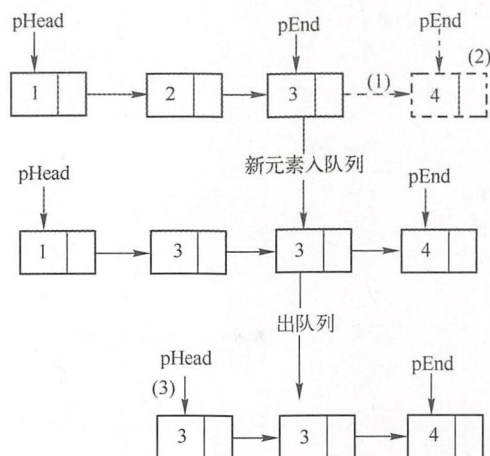 pHead pEnd pEnd
(1) (2)
1 2 3 4
新元素入队列
pHead pEnd
1 3 3 4
出队列
pHead pEnd
(3)
3 3 4